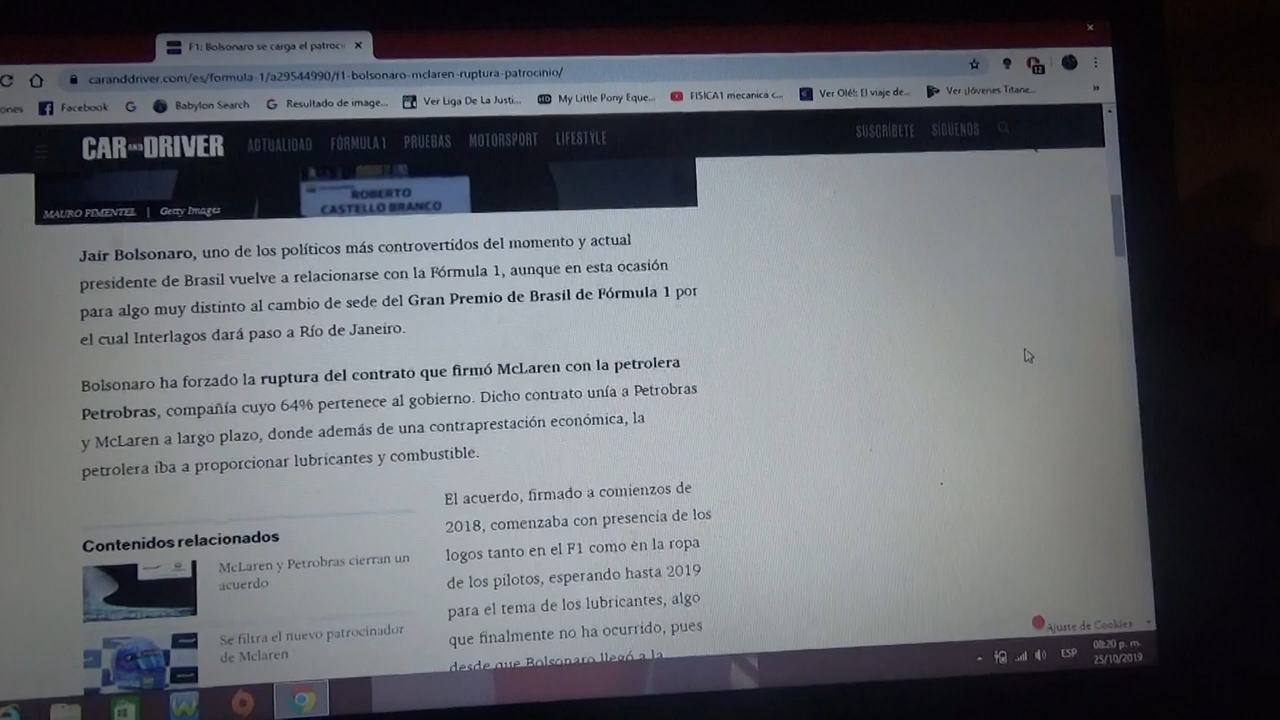 F1: Bolsonaro se carga el patroc
caranddriver.com/es/formula-1/a29544990/f1-bolsonaro-mclaren-ruptura-patrocinio/
12
ones
Facebook
Babylon Search
Resultado de image...
Ver Liga De La Justi...
My Little Pony Eque...
FISICA1 mecanica c...
Ver Olé!: El viaje de...
Ver ¡Jóvenes Titane...
»
CAR AND DRIVER
ACTUALIDAD
FÓRMULA 1
PRUEBAS
MOTORSPORT
LIFESTYLE
SUSCRÍBETE
SÍGUENOS
ROBERTO
CASTELLO BRANCO
MAURO PIMENTEL | Getty Images
Jair Bolsonaro, uno de los políticos más controvertidos del momento y actual
presidente de Brasil vuelve a relacionarse con la Fórmula 1, aunque en esta ocasión
para algo muy distinto al cambio de sede del Gran Premio de Brasil de Fórmula 1 por
el cual Interlagos dará paso a Río de Janeiro.
Bolsonaro ha forzado la ruptura del contrato que firmó McLaren con la petrolera
Petrobras, compañía cuyo 64% pertenece al gobierno. Dicho contrato unía a Petrobras
y McLaren a largo plazo, donde además de una contraprestación económica, la
petrolera iba a proporcionar lubricantes y combustible.
Contenidos relacionados
McLaren y Petrobras cierran un
acuerdo
Se filtra el nuevo patrocinador
de Mclaren
El acuerdo, firmado a comienzos de
2018, comenzaba con presencia de los
logos tanto en el F1 como en la ropa
de los pilotos, esperando hasta 2019
para el tema de los lubricantes, algo
que finalmente no ha ocurrido, pues
desde que Bolsonaro llegó a la
Ajuste de Cookies
ESP
08:20 p. m.
25/10/2019